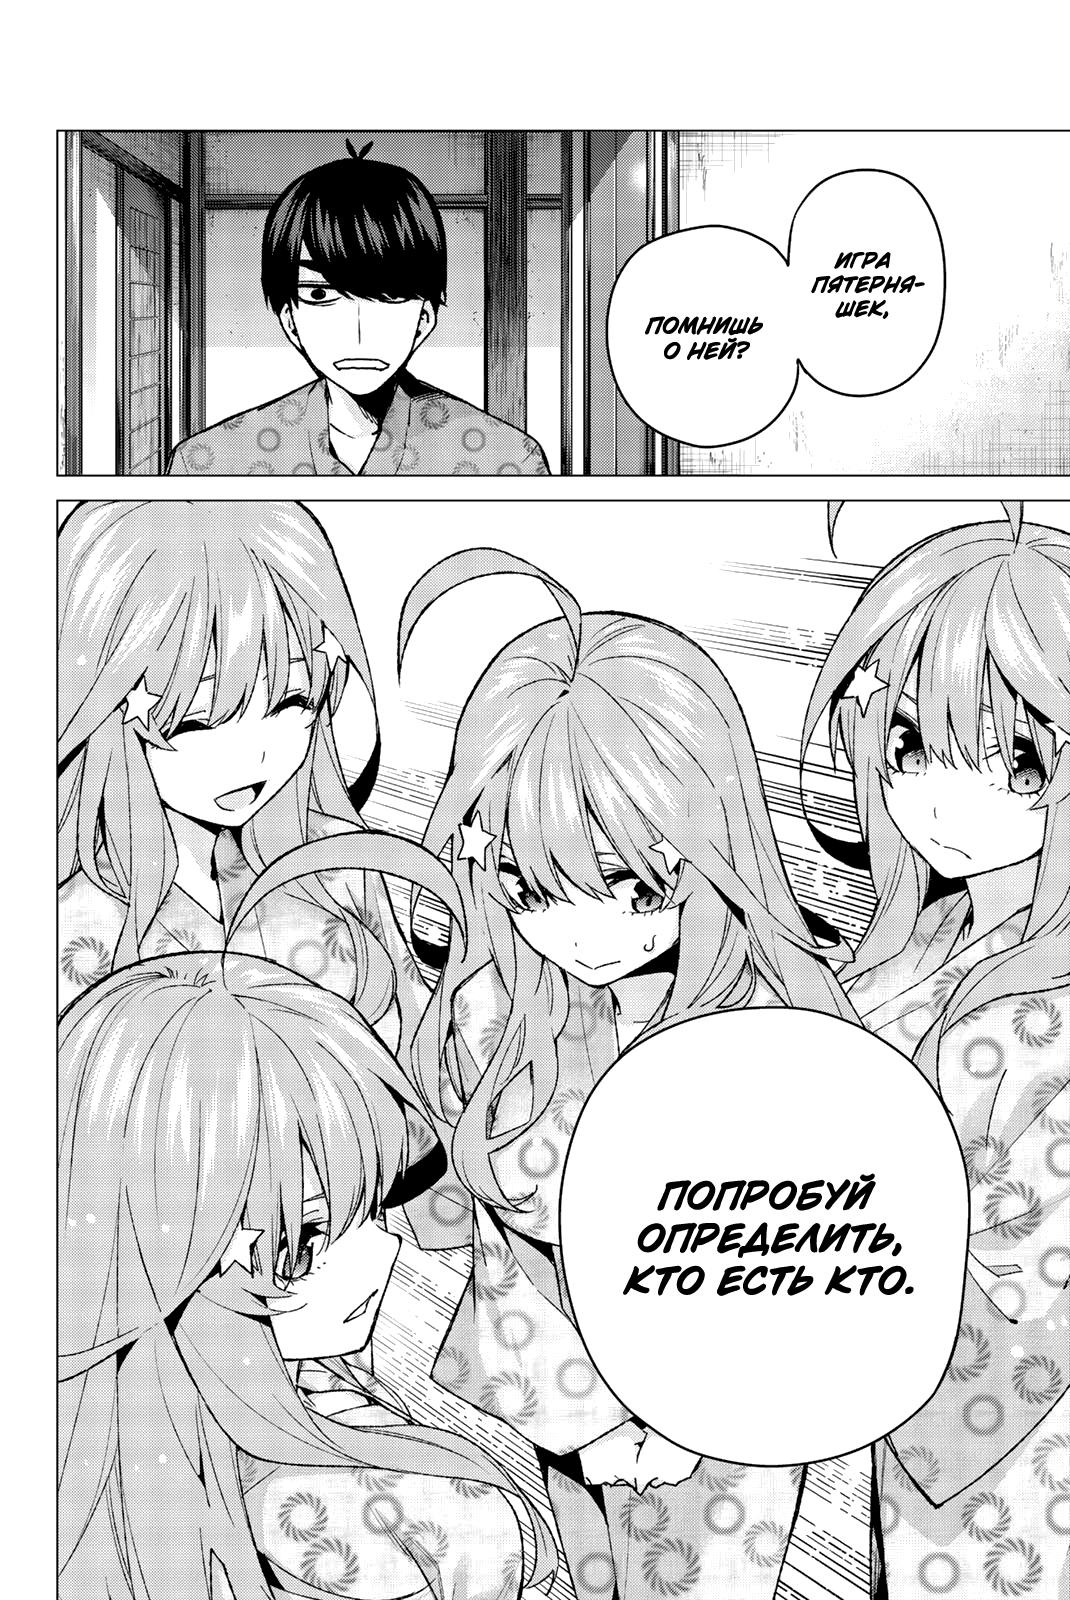 ИГРА
ПЯТЕРНЯ-
ШЕК,
ПОМНИШЬ
О НЕЙ?
ПОПРОБУЙ
ОПРЕДЕЛИТЬ,
КТО ЕСТЬ КТО.